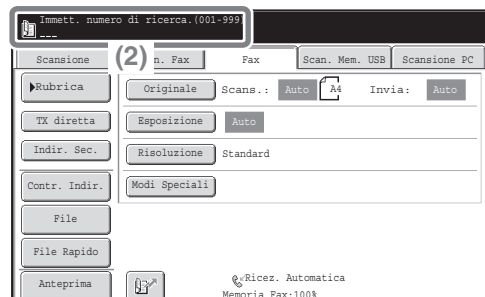 Immett. numero di ricerca.(001-999)
---
(2)
Scansione
Fax
Fax
Scan. Mem. USB
Scansione PC
Rubrica
Originale
Scans.:
Auto
A4
Invia:
Auto
TX diretta
Esposizione
Auto
Indir. Sec.
Risoluzione
Standard
Contr. Indir.
Modi Speciali
File
File Rapido
Anteprima
Ricez. Automatica
Memoria Fax:100%